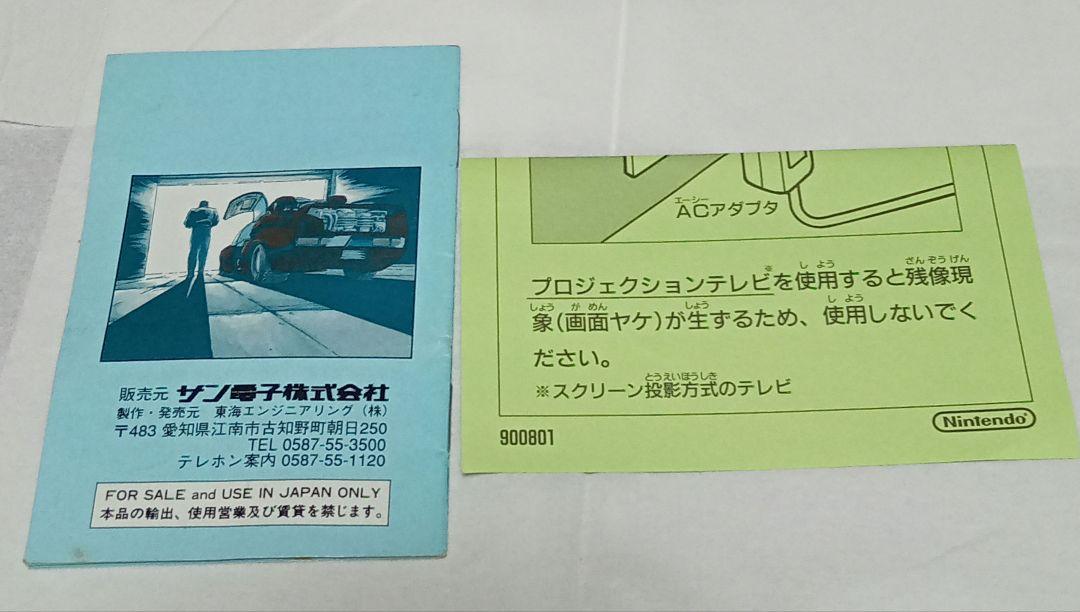 販売元 サン電子株式会社
製作・発売元 東海エンジニアリング(株)
〒483 愛知県江南市古知野町朝日250
TEL 0587-55-3500
テレホン案内 0587-55-1120
FOR SALE and USE IN JAPAN ONLY
本品の輸出、使用営業及び賃貸を禁じます。
エーシー
ACアダプタ
しよう ざんぞうげん
プロジェクションテレビ※を使用すると残像現
しょう がめん しょう しよう
象(画面ヤケ)が生ずるため、使用しないでく
ださい。
とうえいほうしき
※スクリーン投影方式のテレビ
900801
Nintendo